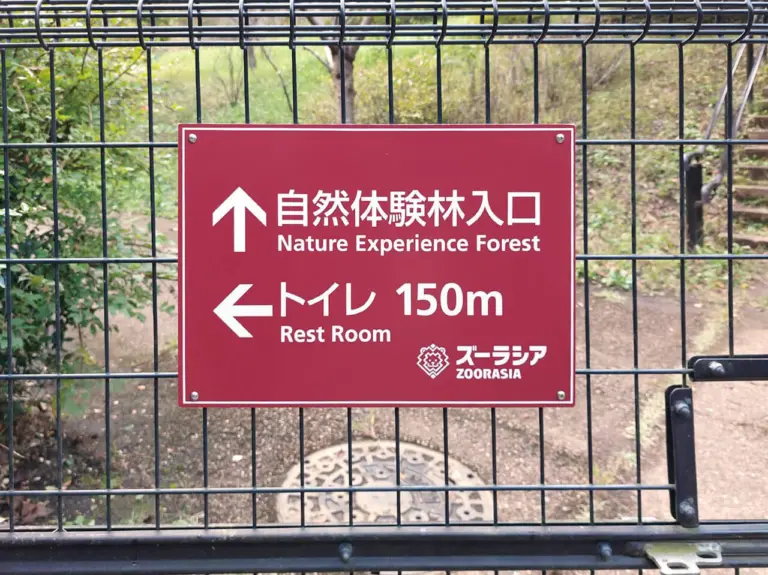 自然体験林入口
Nature Experience Forest
トイレ 150m
Rest Room
ズーラシア
ZOORASIA